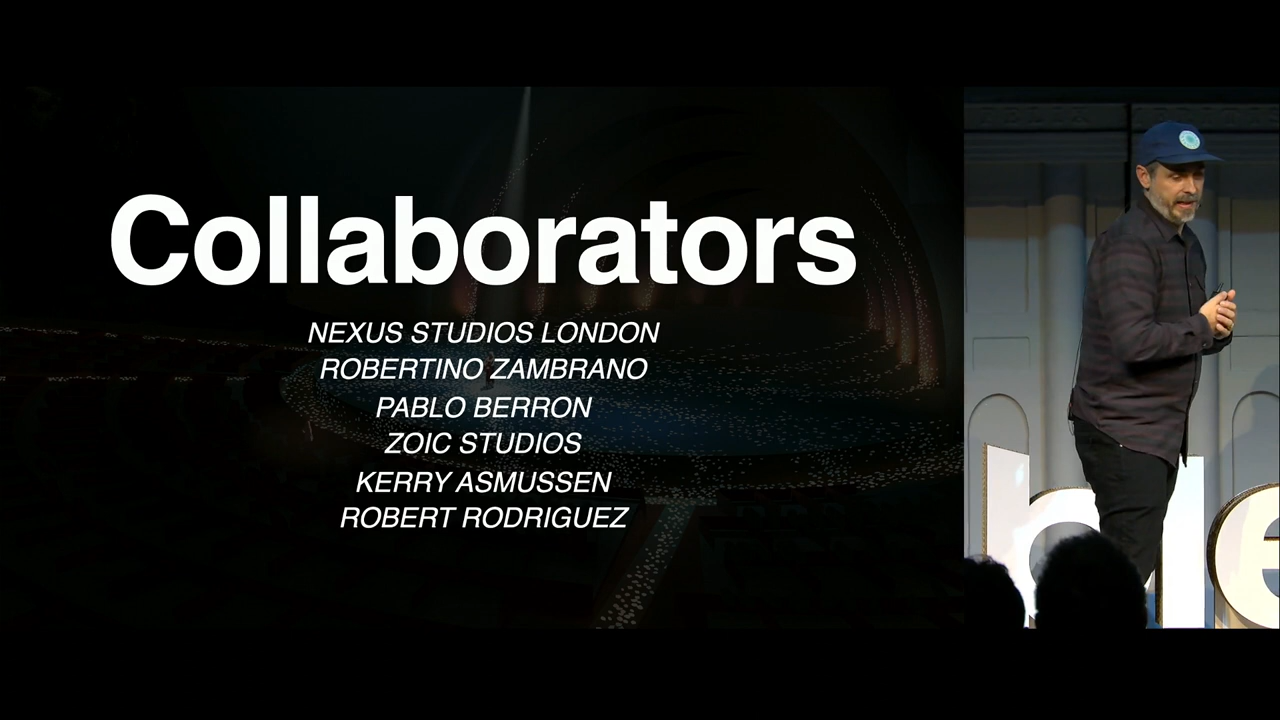 Collaborators
NEXUS STUDIOS LONDON
ROBERTINO ZAMBRANO
PABLO BERRON
ZOIC STUDIOS
KERRY ASMUSSEN
ROBERT RODRIGUEZ